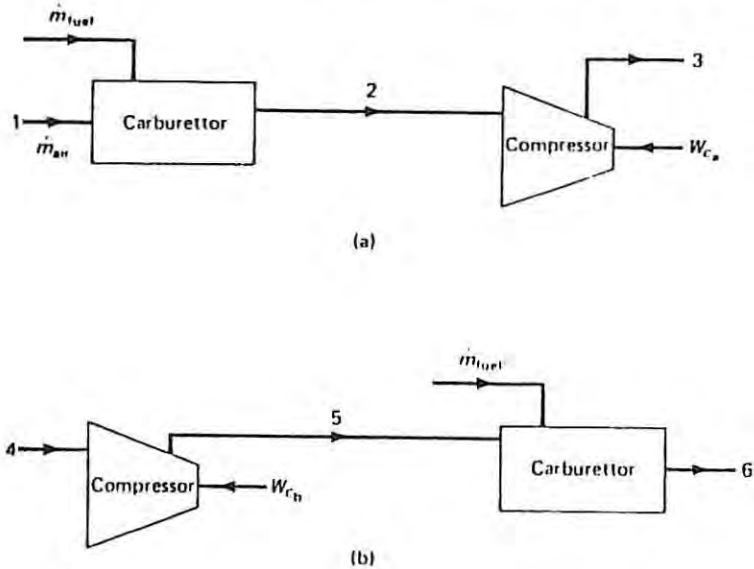 ṁfuel
1
ṁair
Carburettor
2
Compressor
3
WCa
(a)
4
Compressor
WCb
5
ṁfuel
Carburettor
6
(b)